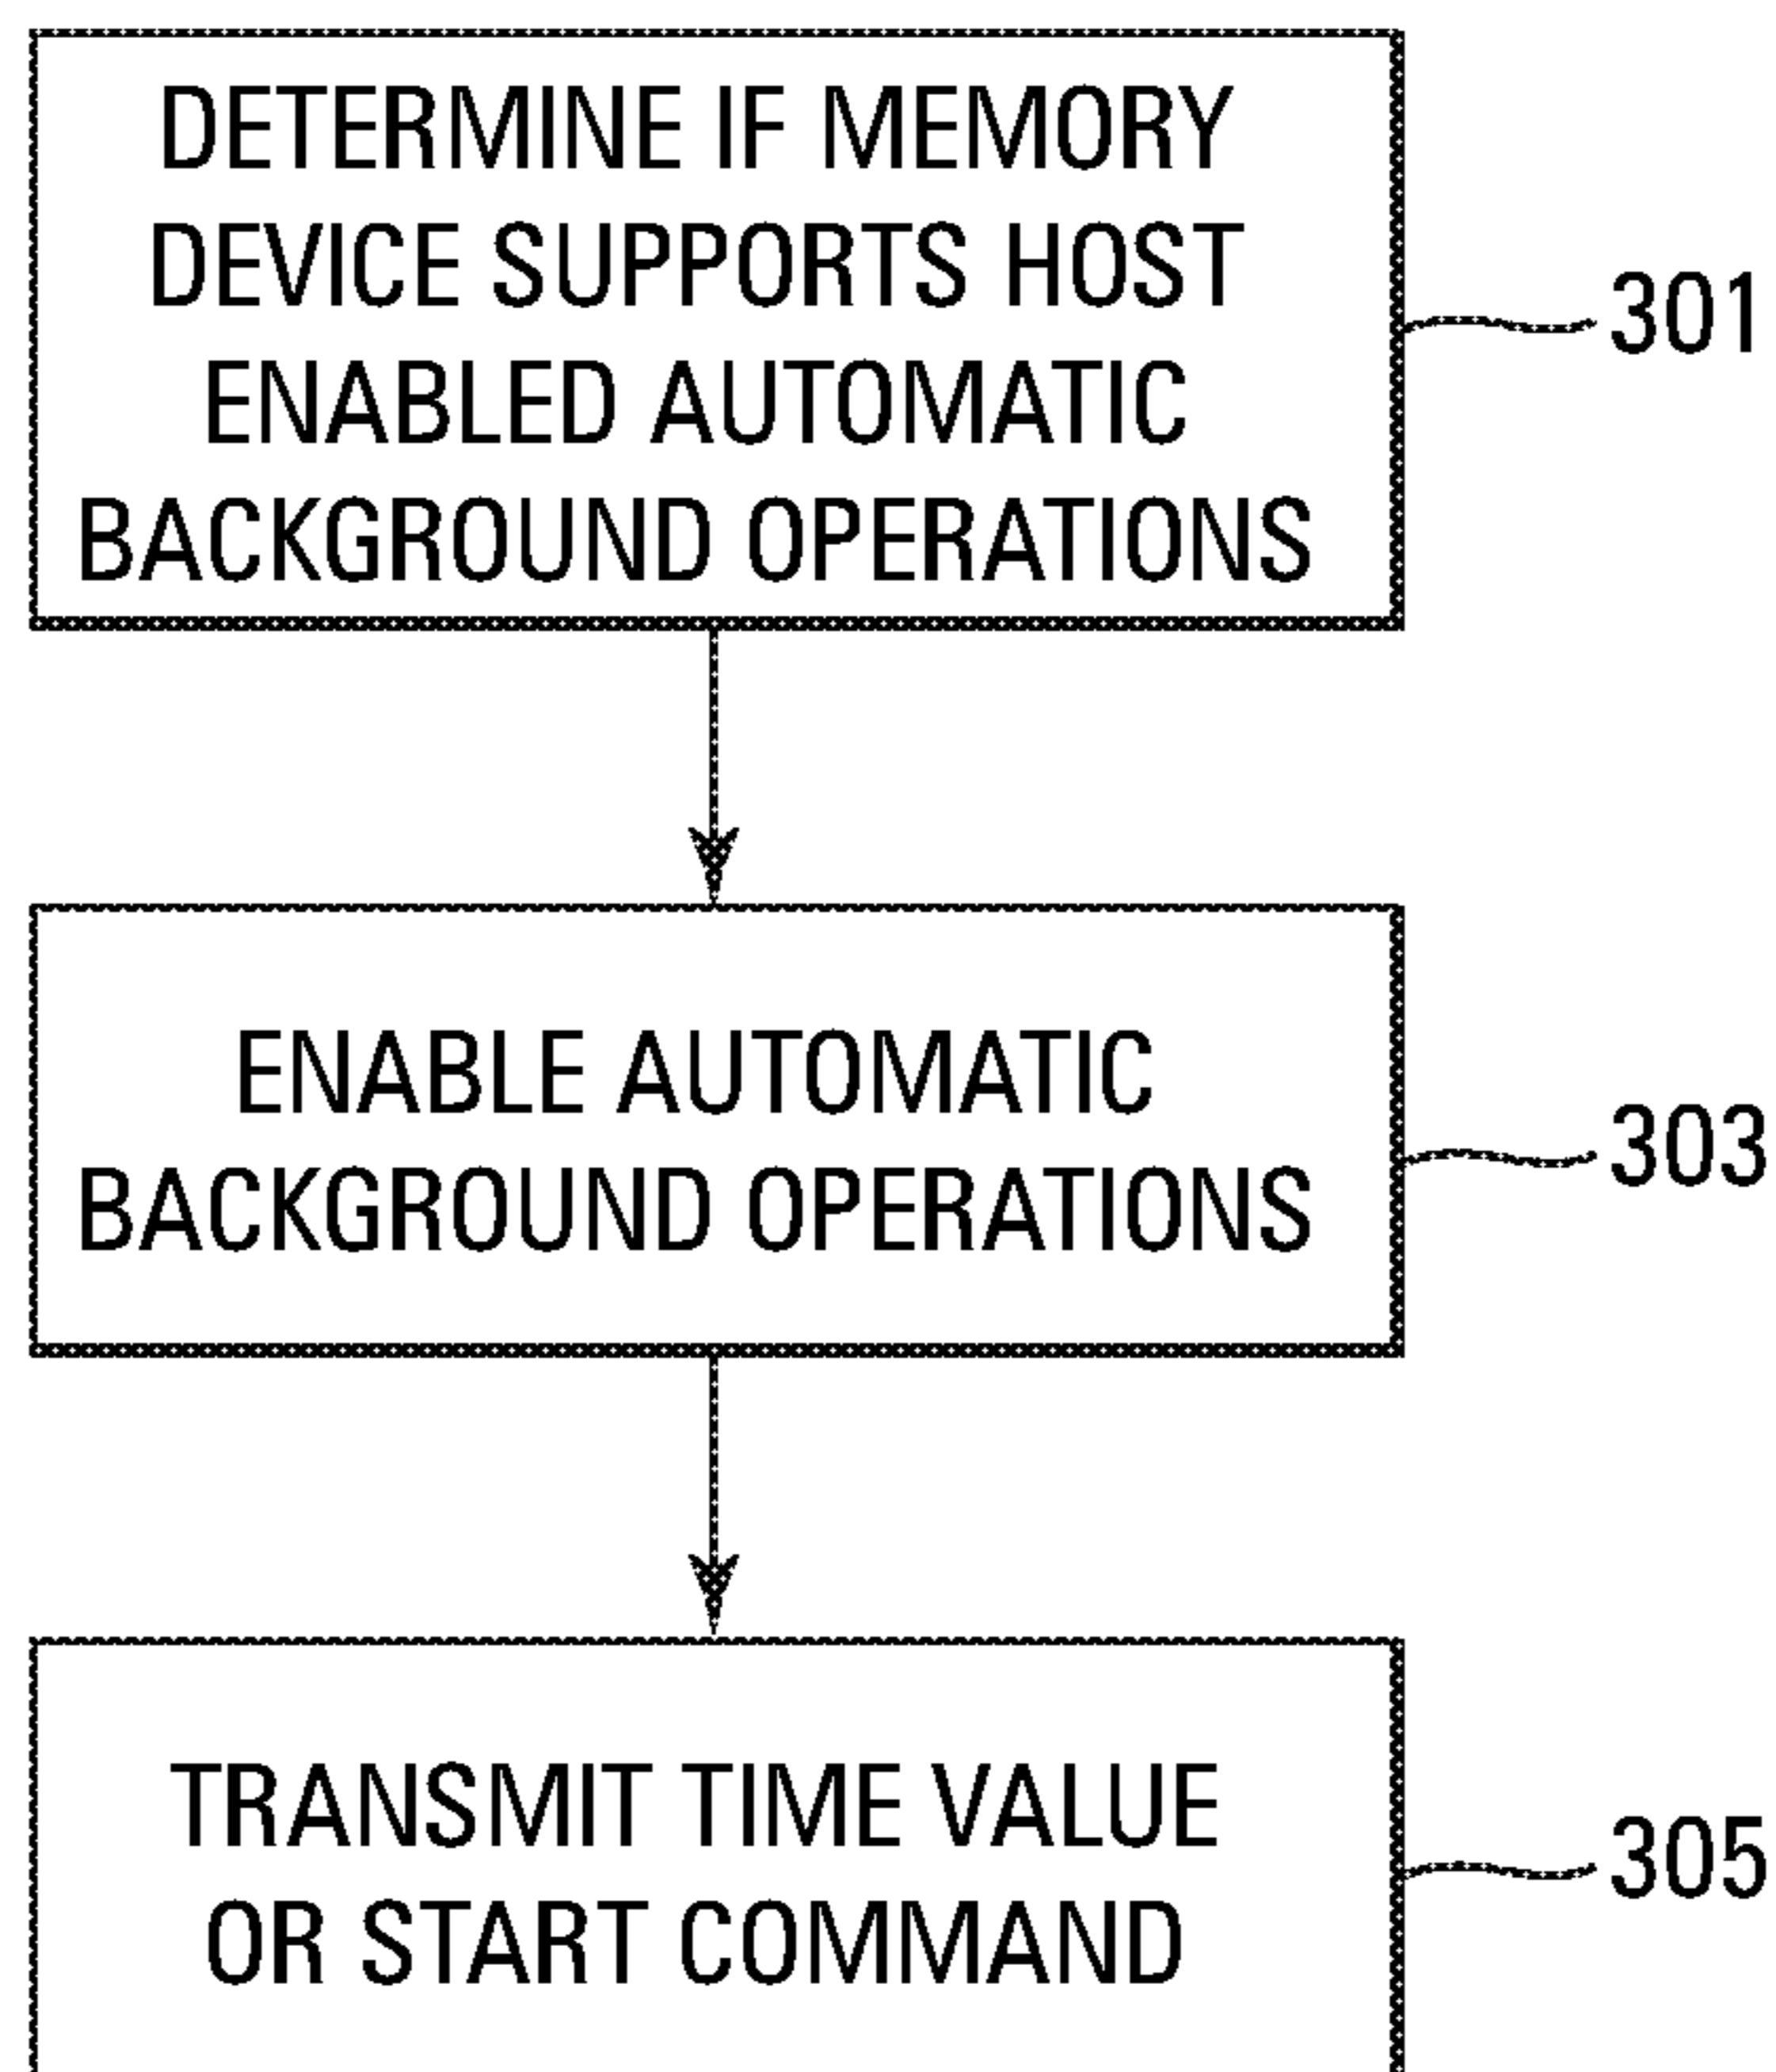 DETERMINE IF MEMORY
DEVICE SUPPORTS HOST
ENABLED AUTOMATIC
BACKGROUND OPERATIONS
301
ENABLE AUTOMATIC
BACKGROUND OPERATIONS
303
TRANSMIT TIME VALUE
OR START COMMAND
305